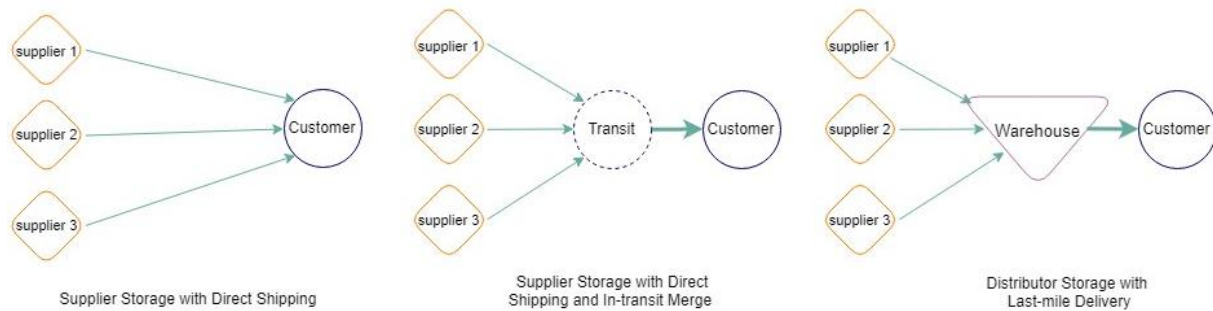 supplier 1
supplier 2
Customer
supplier 3
Supplier Storage with Direct Shipping
supplier 1
supplier 2
Transit
Customer
supplier 3
Supplier Storage with Direct
Shipping and In-transit Merge
supplier 1
supplier 2
Warehouse
Customer
supplier 3
Distributor Storage with
Last-mile Delivery